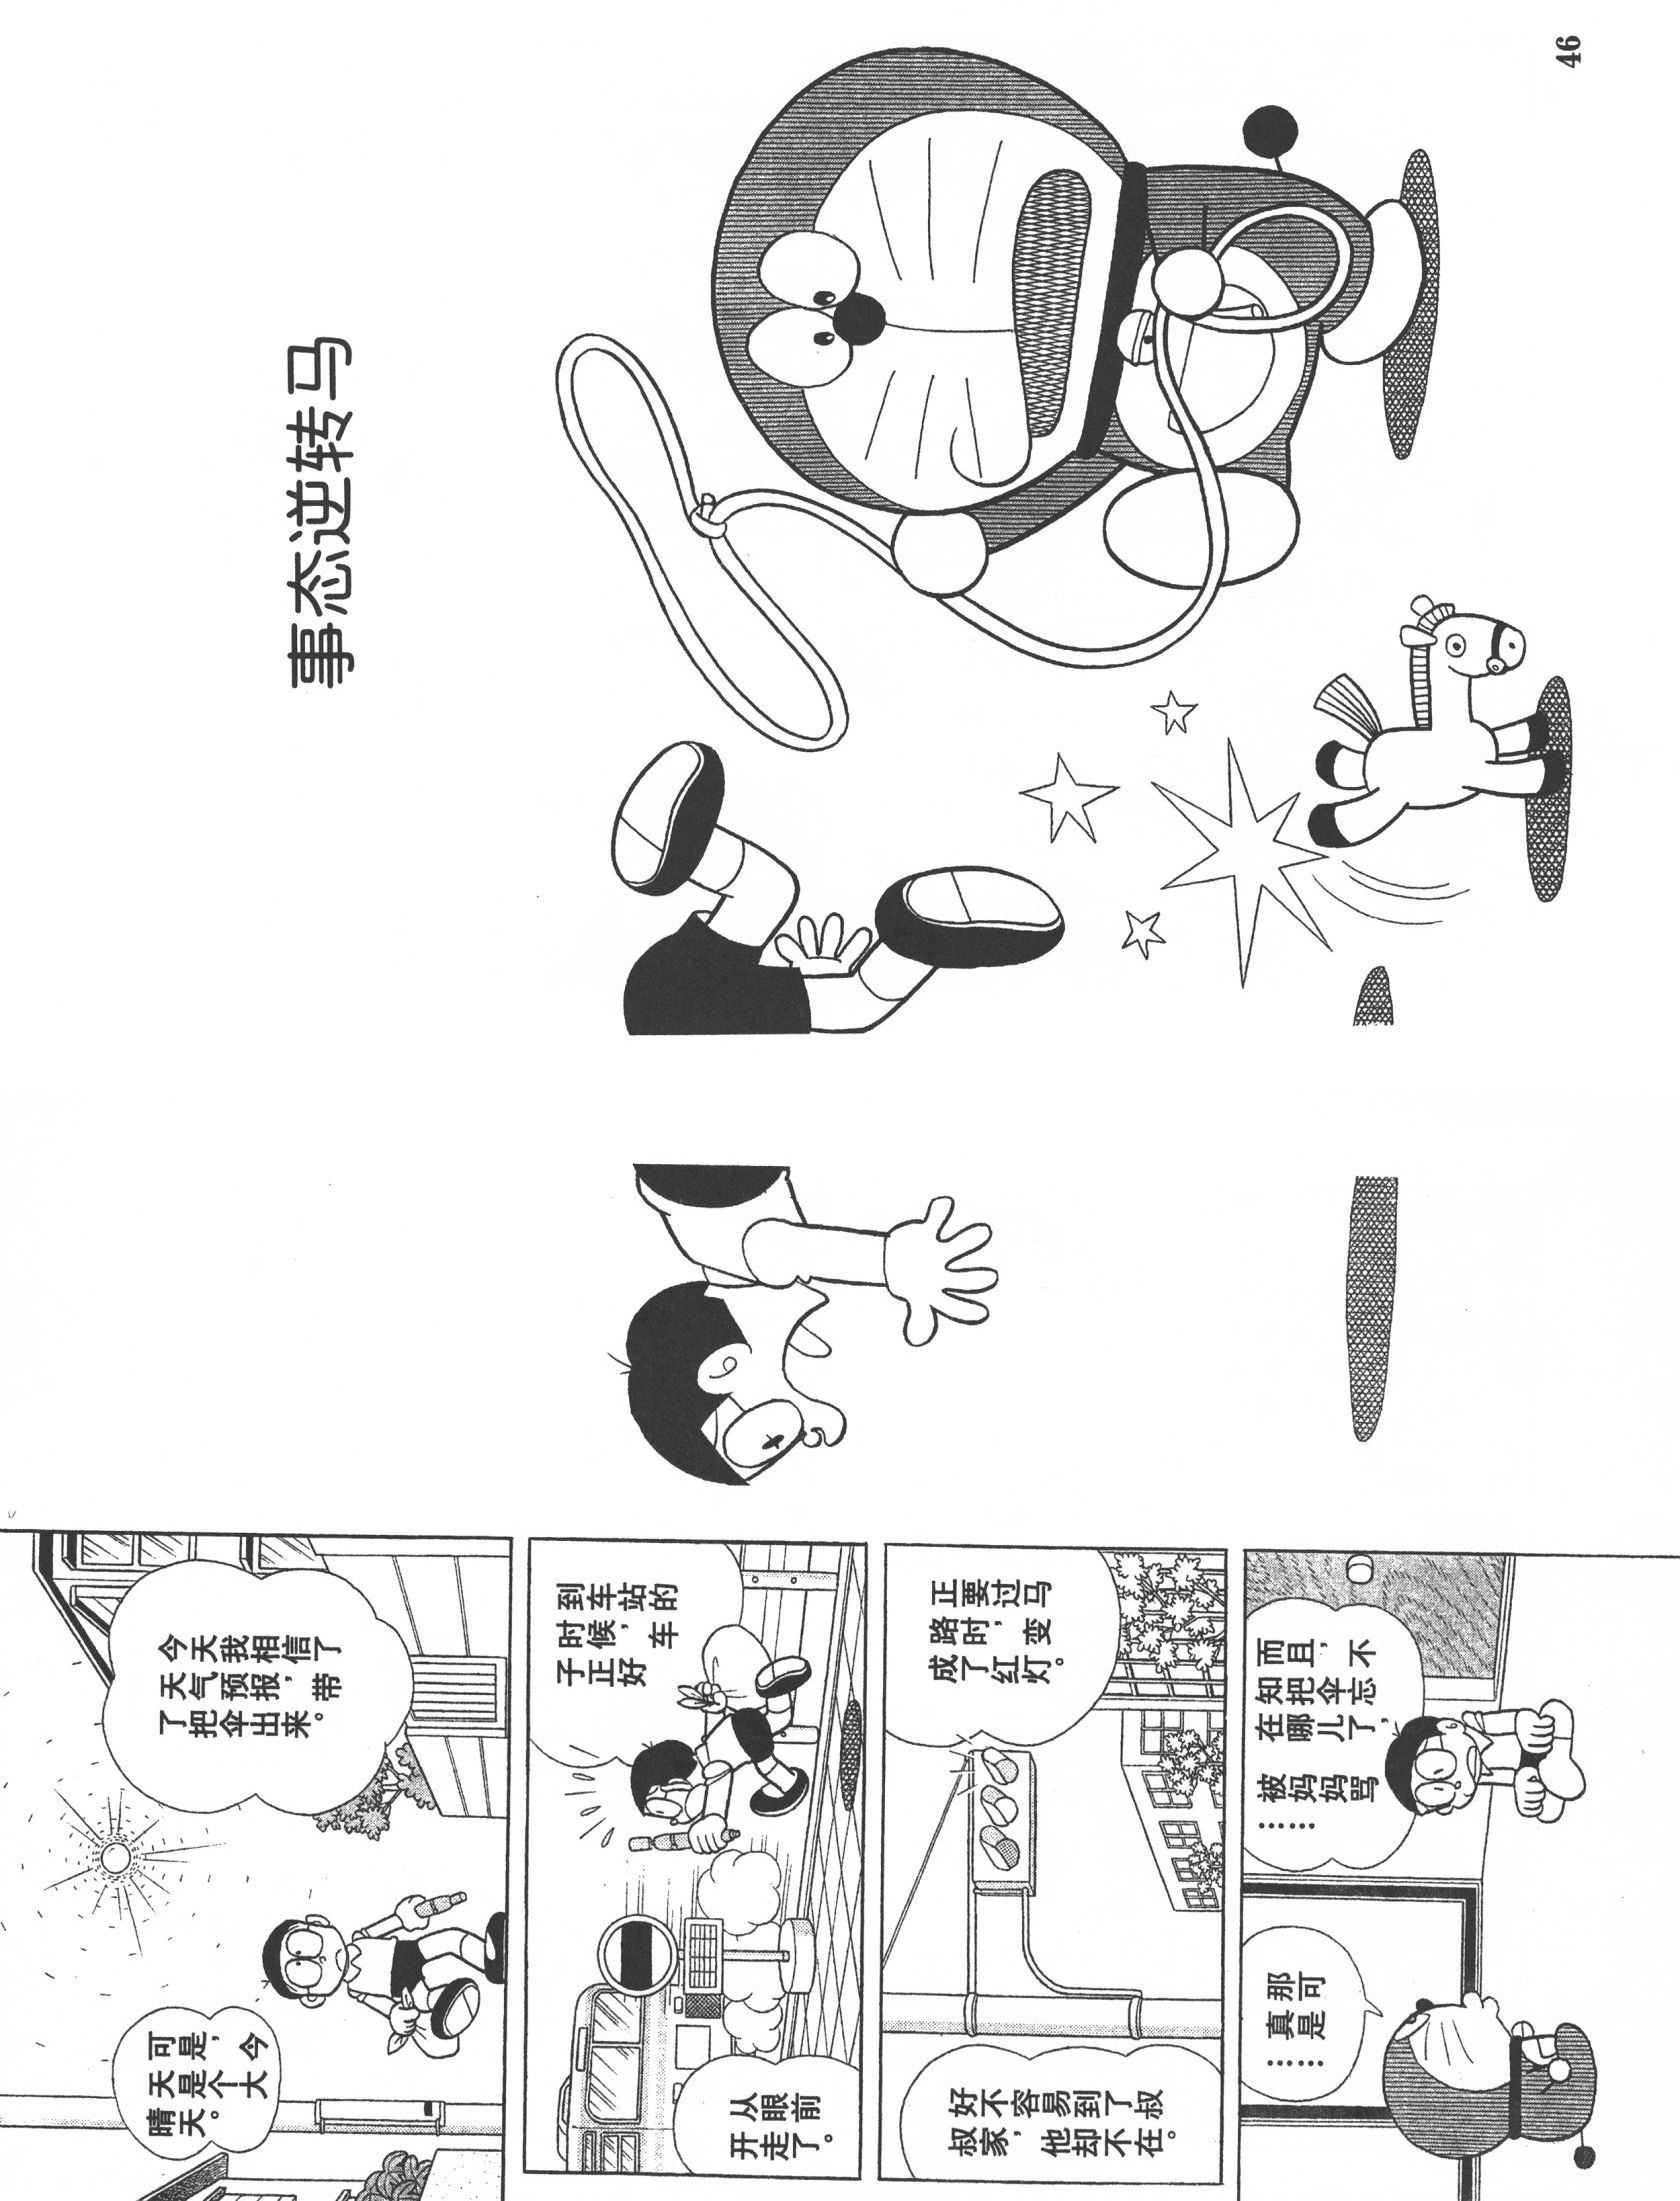 46
事态逆转马
今天我相信了
天气预报，带
了把伞出来。
可是，今
天是个大
晴天。
到车站的
时候，车
子正好
从眼前
开走了。
正要过马
路时，变
成了红灯。
好不容易到了叔
叔家，他却不在。
而且，不
知把伞忘
在哪儿了，
被妈妈骂
……
那可
真是
……